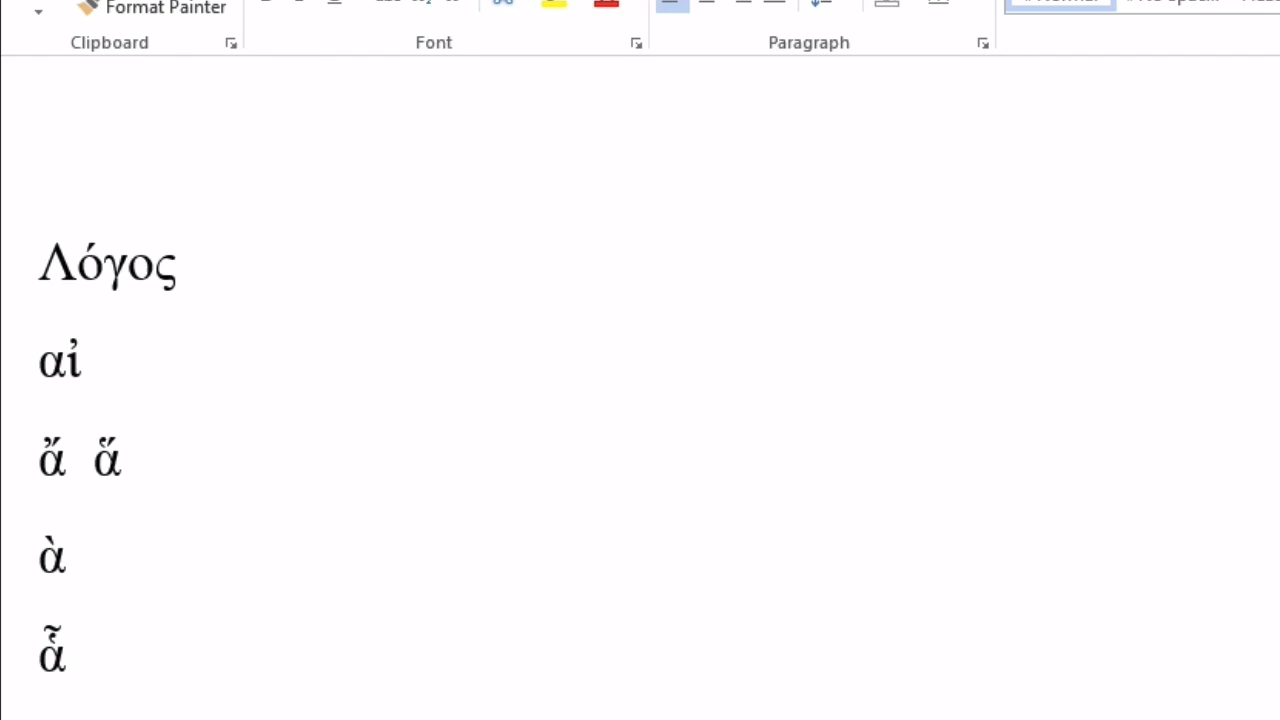 Format Painter
Clipboard Font Paragraph
Λόγος
αἰ
ἄ ἅ
ὰ
ἇ